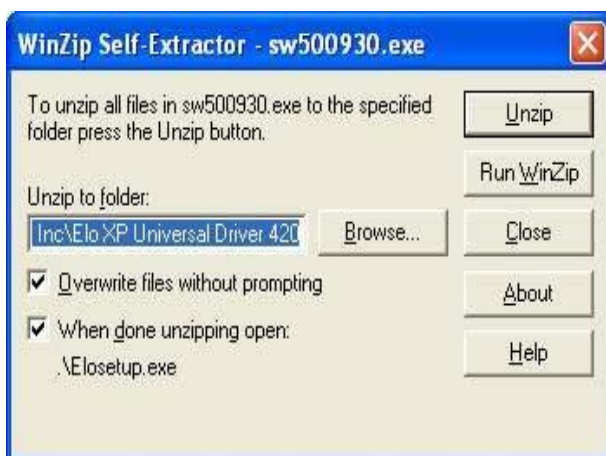 WinZip Self-Extractor - sw500930.exe
To unzip all files in sw500930.exe to the specified
folder press the Unzip button.
Unzip to folder:
Inc\Elo XP Universal Driver 420
Browse...
Overwrite files without prompting
When done unzipping open:
.\Elosetup.exe
Unzip
Run WinZip
Close
About
Help